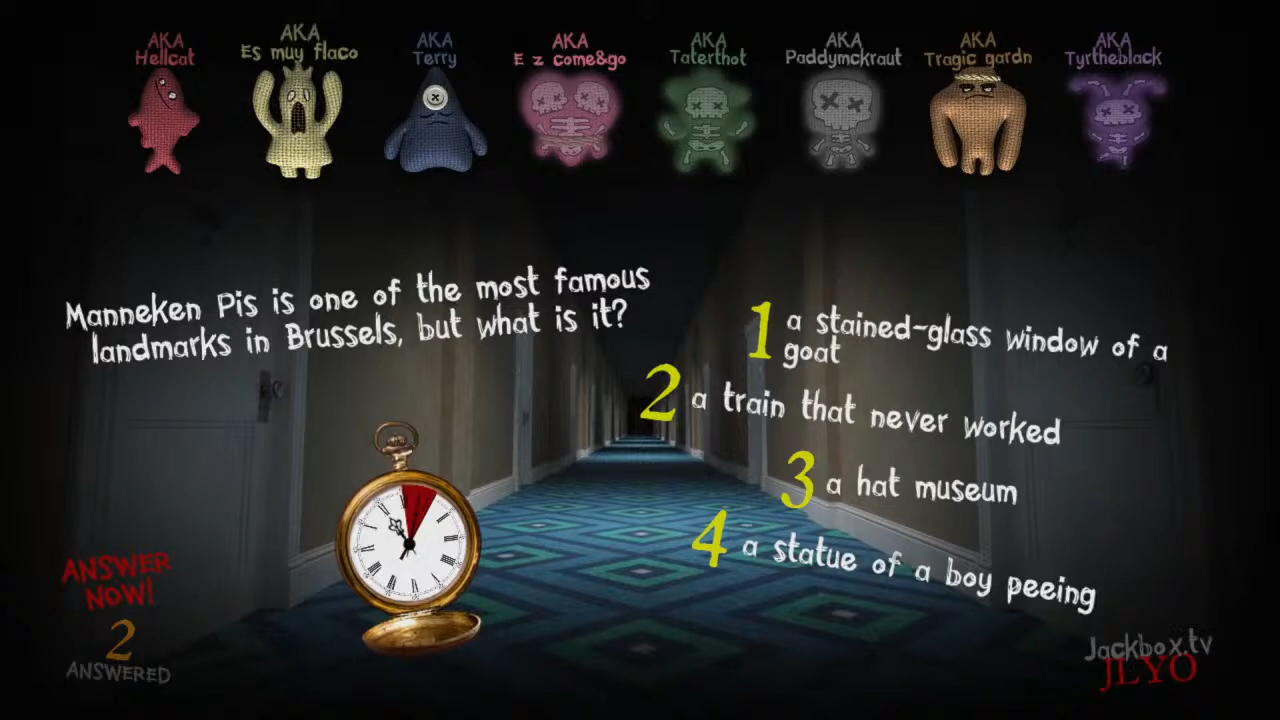 AKA
Hellcat
AKA
Es muy flaco
AKA
Terry
AKA
E z come&go
AKA
Taterthot
AKA
Paddymckraut
AKA
Tragic gardn
AKA
Tyrtheblack
Manneken Pis is one of the most famous
landmarks in Brussels, but what is it?
1 a stained-glass window of a
goat
2 a train that never worked
3 a hat museum
4 a statue of a boy peeing
ANSWER
NOW!
2
ANSWERED
Jackbox.tv
JLYO